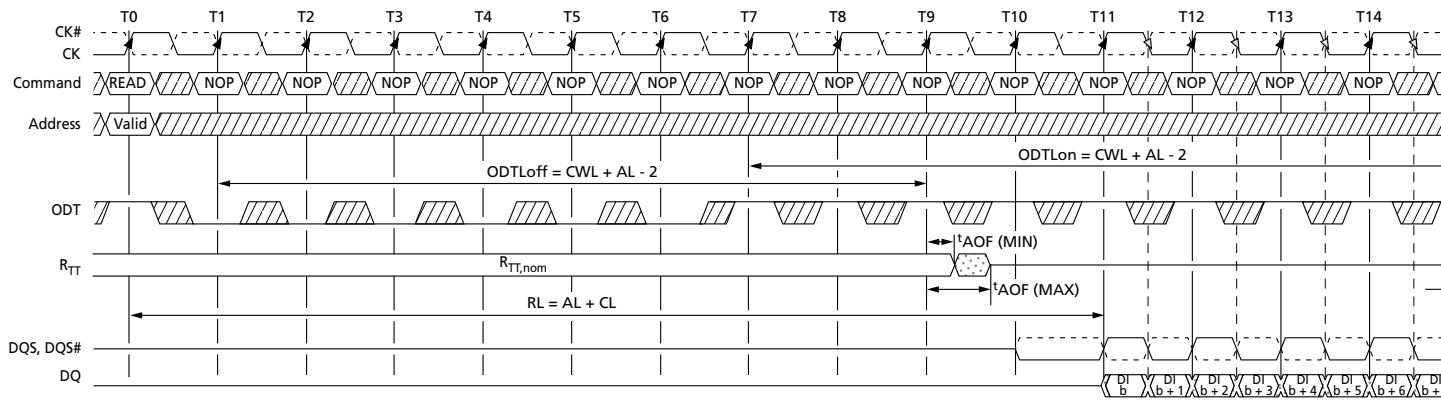 T0 T1 T2 T3 T4 T5 T6 T7 T8 T9 T10 T11 T12 T13 T14
CK#
CK
Command READ NOP NOP NOP NOP NOP NOP NOP NOP NOP NOP NOP NOP NOP NOP
Address Valid
ODTLon = CWL + AL - 2
ODTLoff = CWL + AL - 2
ODT
tAOF (MIN)
RTT RTT,nom
tAOF (MAX)
RL = AL + CL
DQS, DQS#
DQ
DI DI DI DI DI DI DI DI
b b + 1 b + 2 b + 3 b + 4 b + 5 b + 6 b +